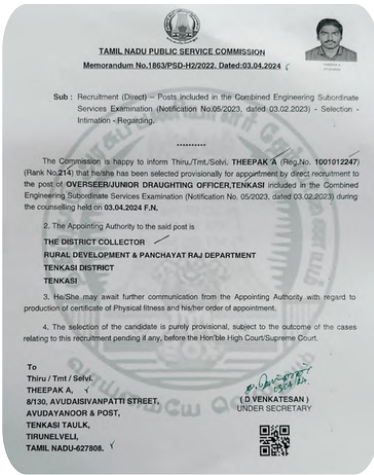 TAMIL NADU PUBLIC SERVICE COMMISSION
Memorandum No.1863/PSD-H2/2022, Dated:03.04.2024
Sub : Recruitment (Direct) – Posts included in the Combined Engineering Subordinate
Services Examination (Notification No.05/2023, dated 03.02.2023) - Selection -
Intimation - Regarding.
The Commission is happy to inform Thiru./Tmt./Selvi. THEEPAK A (Reg.No. 1001012247)
(Rank No.214) that he/she has been selected provisionally for appointment by direct recruitment to
the post of OVERSEER/JUNIOR DRAUGHTING OFFICER,TENKASI included in the Combined
Engineering Subordinate Services Examination (Notification No. 05/2023, dated 03.02.2023) during
the counselling held on 03.04.2024 F.N.
2. The Appointing Authority to the said post is
THE DISTRICT COLLECTOR
RURAL DEVELOPMENT & PANCHAYAT RAJ DEPARTMENT
TENKASI DISTRICT
TENKASI
3. He/She may await further communication from the Appointing Authority with regard to
production of certificate of Physical fitness and his/her order of appointment.
4. The selection of the candidate is purely provisional, subject to the outcome of the cases
relating to this recruitment pending if any, before the Hon'ble High Court/Supreme Court.
To
Thiru / Tmt / Selvi.
THEEPAK A,
8/130, AVUDAISIVANPATTI STREET,
AVUDAYANOOR & POST,
TENKASI TAULK,
TIRUNELVELI,
TAMIL NADU-627808.
( D VENKATESAN )
UNDER SECRETARY